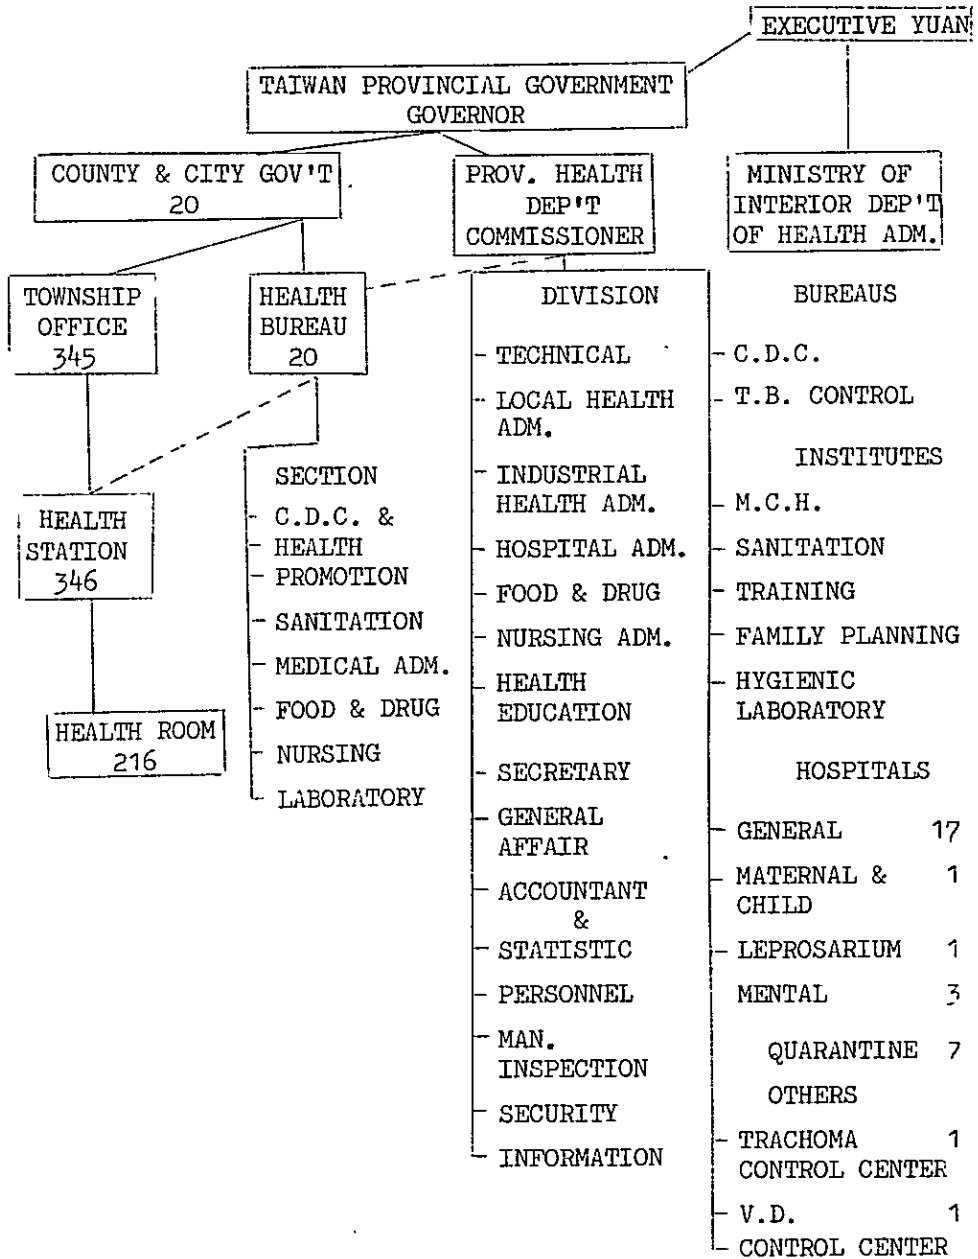 EXECUTIVE YUAN
TAIWAN PROVINCIAL GOVERNMENT
GOVERNOR
COUNTY & CITY GOV'T
20
PROV. HEALTH
DEP'T
COMMISSIONER
MINISTRY OF
INTERIOR DEP'T
OF HEALTH ADM.
TOWNSHIP
OFFICE
345
HEALTH
BUREAU
20
HEALTH
STATION
346
HEALTH ROOM
216
SECTION
C.D.C. &
HEALTH
PROMOTION
SANITATION
MEDICAL ADM.
FOOD & DRUG
NURSING
LABORATORY
DIVISION
TECHNICAL
LOCAL HEALTH
ADM.
INDUSTRIAL
HEALTH ADM.
HOSPITAL ADM.
FOOD & DRUG
NURSING ADM.
HEALTH
EDUCATION
SECRETARY
GENERAL
AFFAIR
ACCOUNTANT
&
STATISTIC
PERSONNEL
MAN.
INSPECTION
SECURITY
INFORMATION
BUREAUS
C.D.C.
T.B. CONTROL
INSTITUTES
M.C.H.
SANITATION
TRAINING
FAMILY PLANNING
HYGIENIC
LABORATORY
HOSPITALS
GENERAL 17
MATERNAL & 1
CHILD
LEPROSARIUM 1
MENTAL 3
QUARANTINE 7
OTHERS
TRACHOMA 1
CONTROL CENTER
V.D. 1
CONTROL CENTER